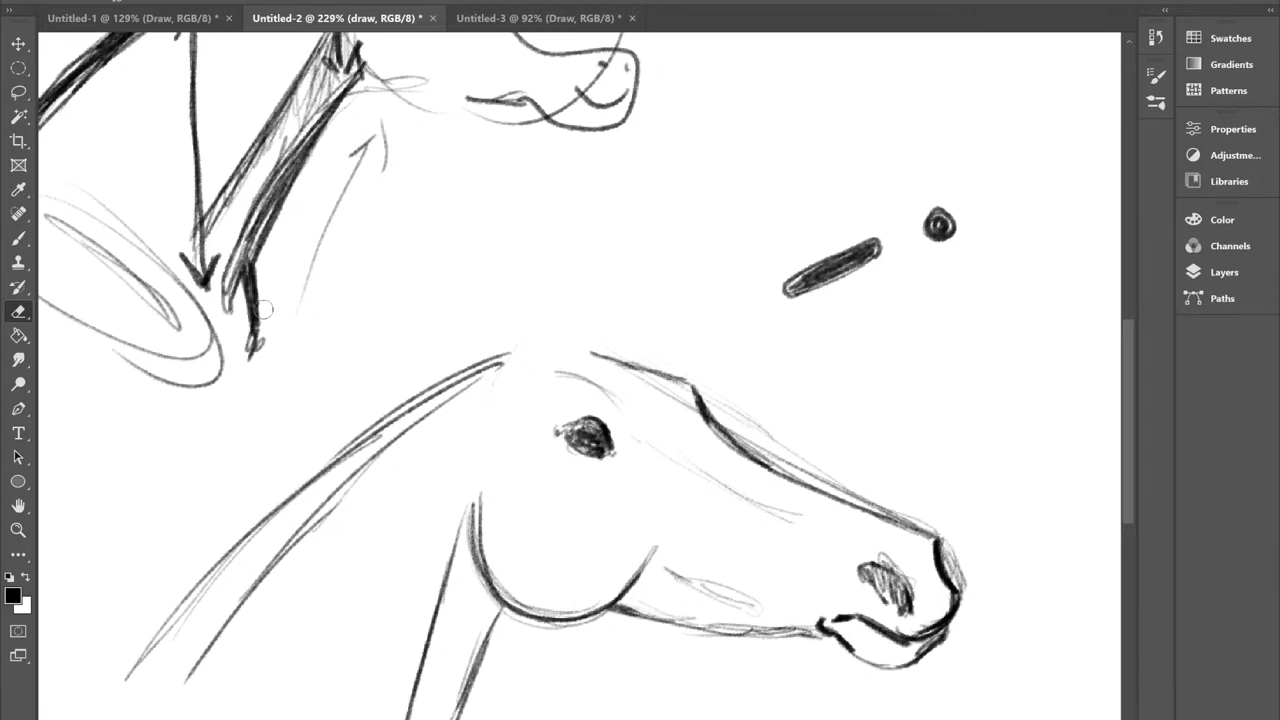 Untitled-1 @ 129% (Draw, RGB/8) * × Untitled-2 @ 229% (draw, RGB/8) * × Untitled-3 @ 92% (Draw, RGB/8) * ×
Swatches
Gradients
Patterns
Properties
Adjustme...
Libraries
Color
Channels
Layers
Paths
T